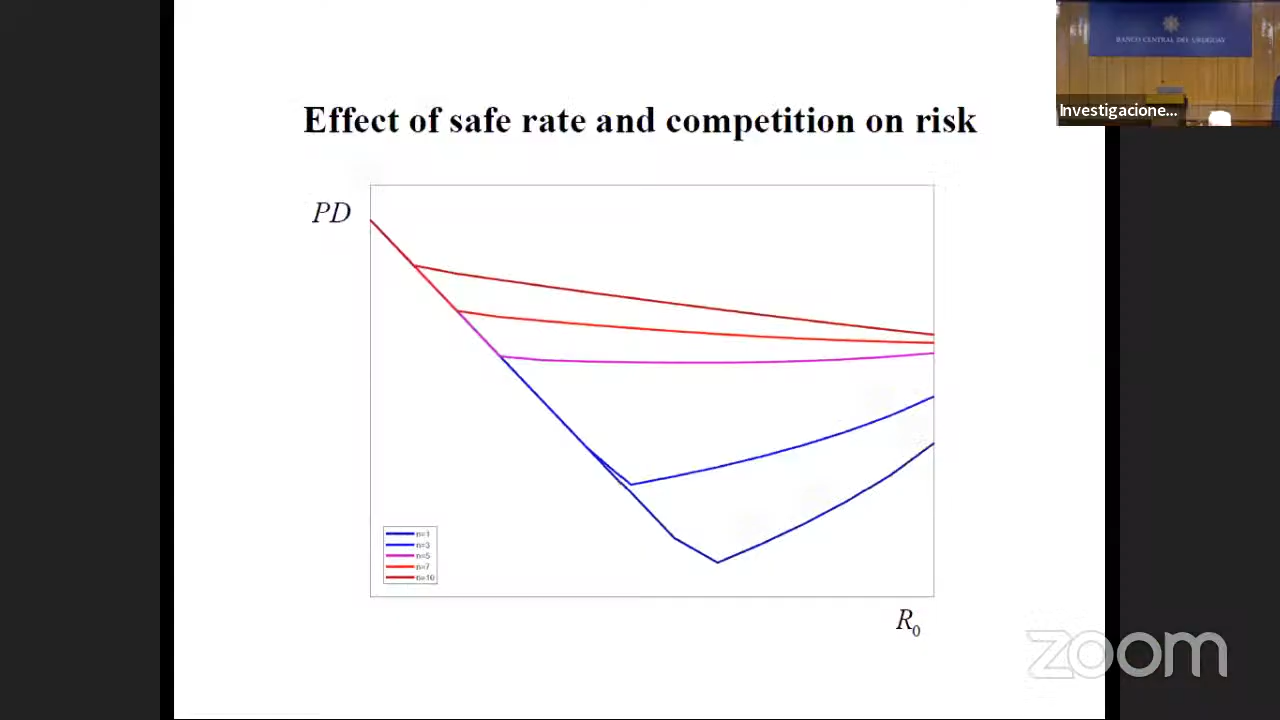 BANCO CENTRAL DEL URUGUAY
Investigacione...
Effect of safe rate and competition on risk
PD
n=1
n=3
n=5
n=7
n=10
R0
zoom